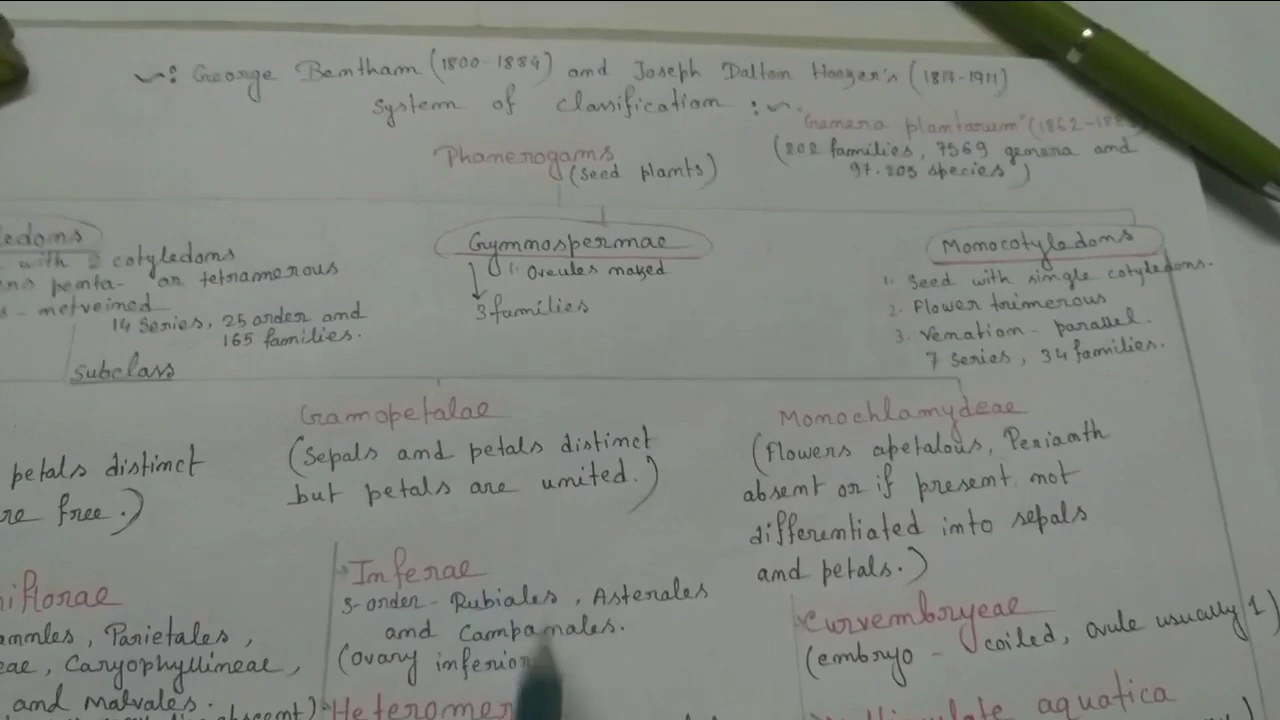 ~: George Bentham (1800-1884) and Joseph Dalton Hooker's (1817-1911)
System of classification :~
"Genera plantarum" (1862-18
(202 families, 7569 genera and
97.205 species)
Phanerogams
(Seed plants)
ledons
with 2 cotyledons
penta- or tetramerous
s - netveined
14 series, 25 order and
165 families.
subclass
Gymnospermae
1. Ovules naked
3 families
Monocotyledons
1. Seed with single cotyledons.
2. Flower trimerous
3. Venation - parallel.
7 series, 34 families.
petals distinct
re free.)
Gamopetalae
(Sepals and petals distinct
but petals are united.)
Monochlamydeae
(Flowers apetalous, Perianth
absent or if present not
differentiated into sepals
and petals.)
iflorae
, Parietales,
eae, Caryophyllineae,
and malvales.
Inferae
3-order - Rubiales, Asterales
and Campanales.
(Ovary inferior
Heteromer
Curvembryeae
(embryo - coiled, ovule usually 1)
aquatica